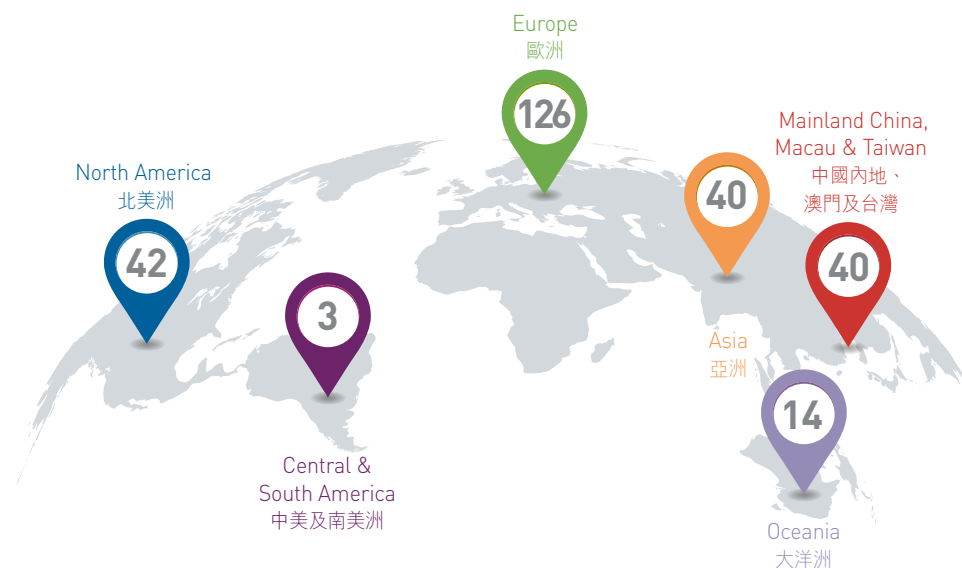 Europe
歐洲
126
Mainland China,
Macau & Taiwan
中國內地、
澳門及台灣
40
North America
北美洲
42
40
Asia
亞洲
3
Central &
South America
中美及南美洲
14
Oceania
大洋洲